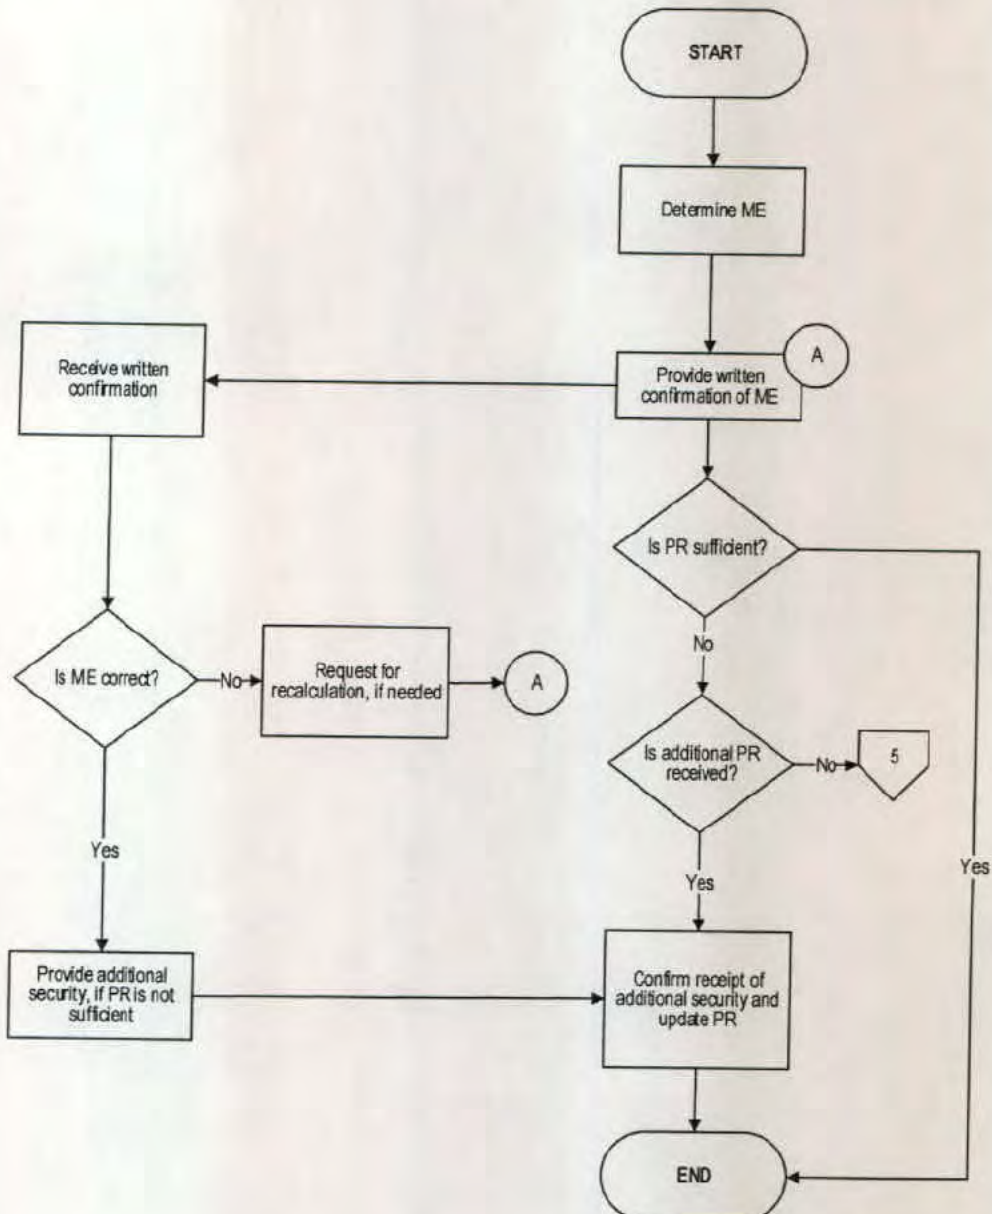 START
Determine ME
A
Provide written
confirmation of ME
Receive written
confirmation
Is PR sufficient?
No
Is ME correct?
No
Request for
recalculation, if needed
A
Is additional PR
received?
No
5
Yes
Yes
Yes
Provide additional
security, if PR is not
sufficient
Confirm receipt of
additional security and
update PR
END